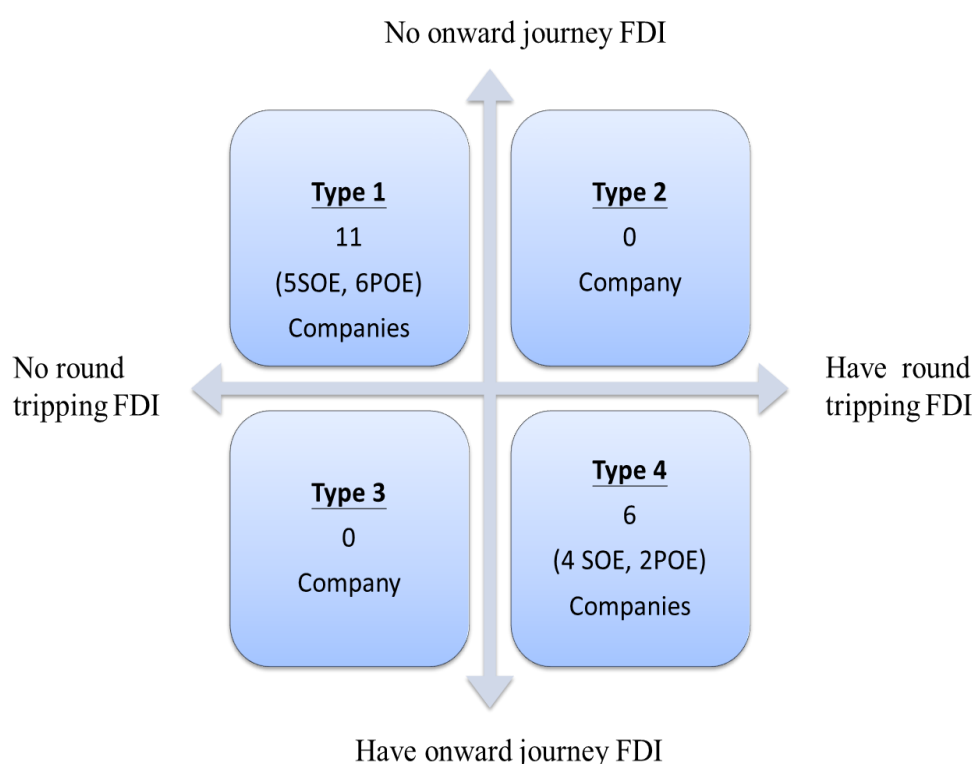 No onward journey FDI
Type 1
11
(5SOE, 6POE)
Companies
Type 2
0
Company
No round
tripping FDI
Have round
tripping FDI
Type 3
0
Company
Type 4
6
(4 SOE, 2POE)
Companies
Have onward journey FDI